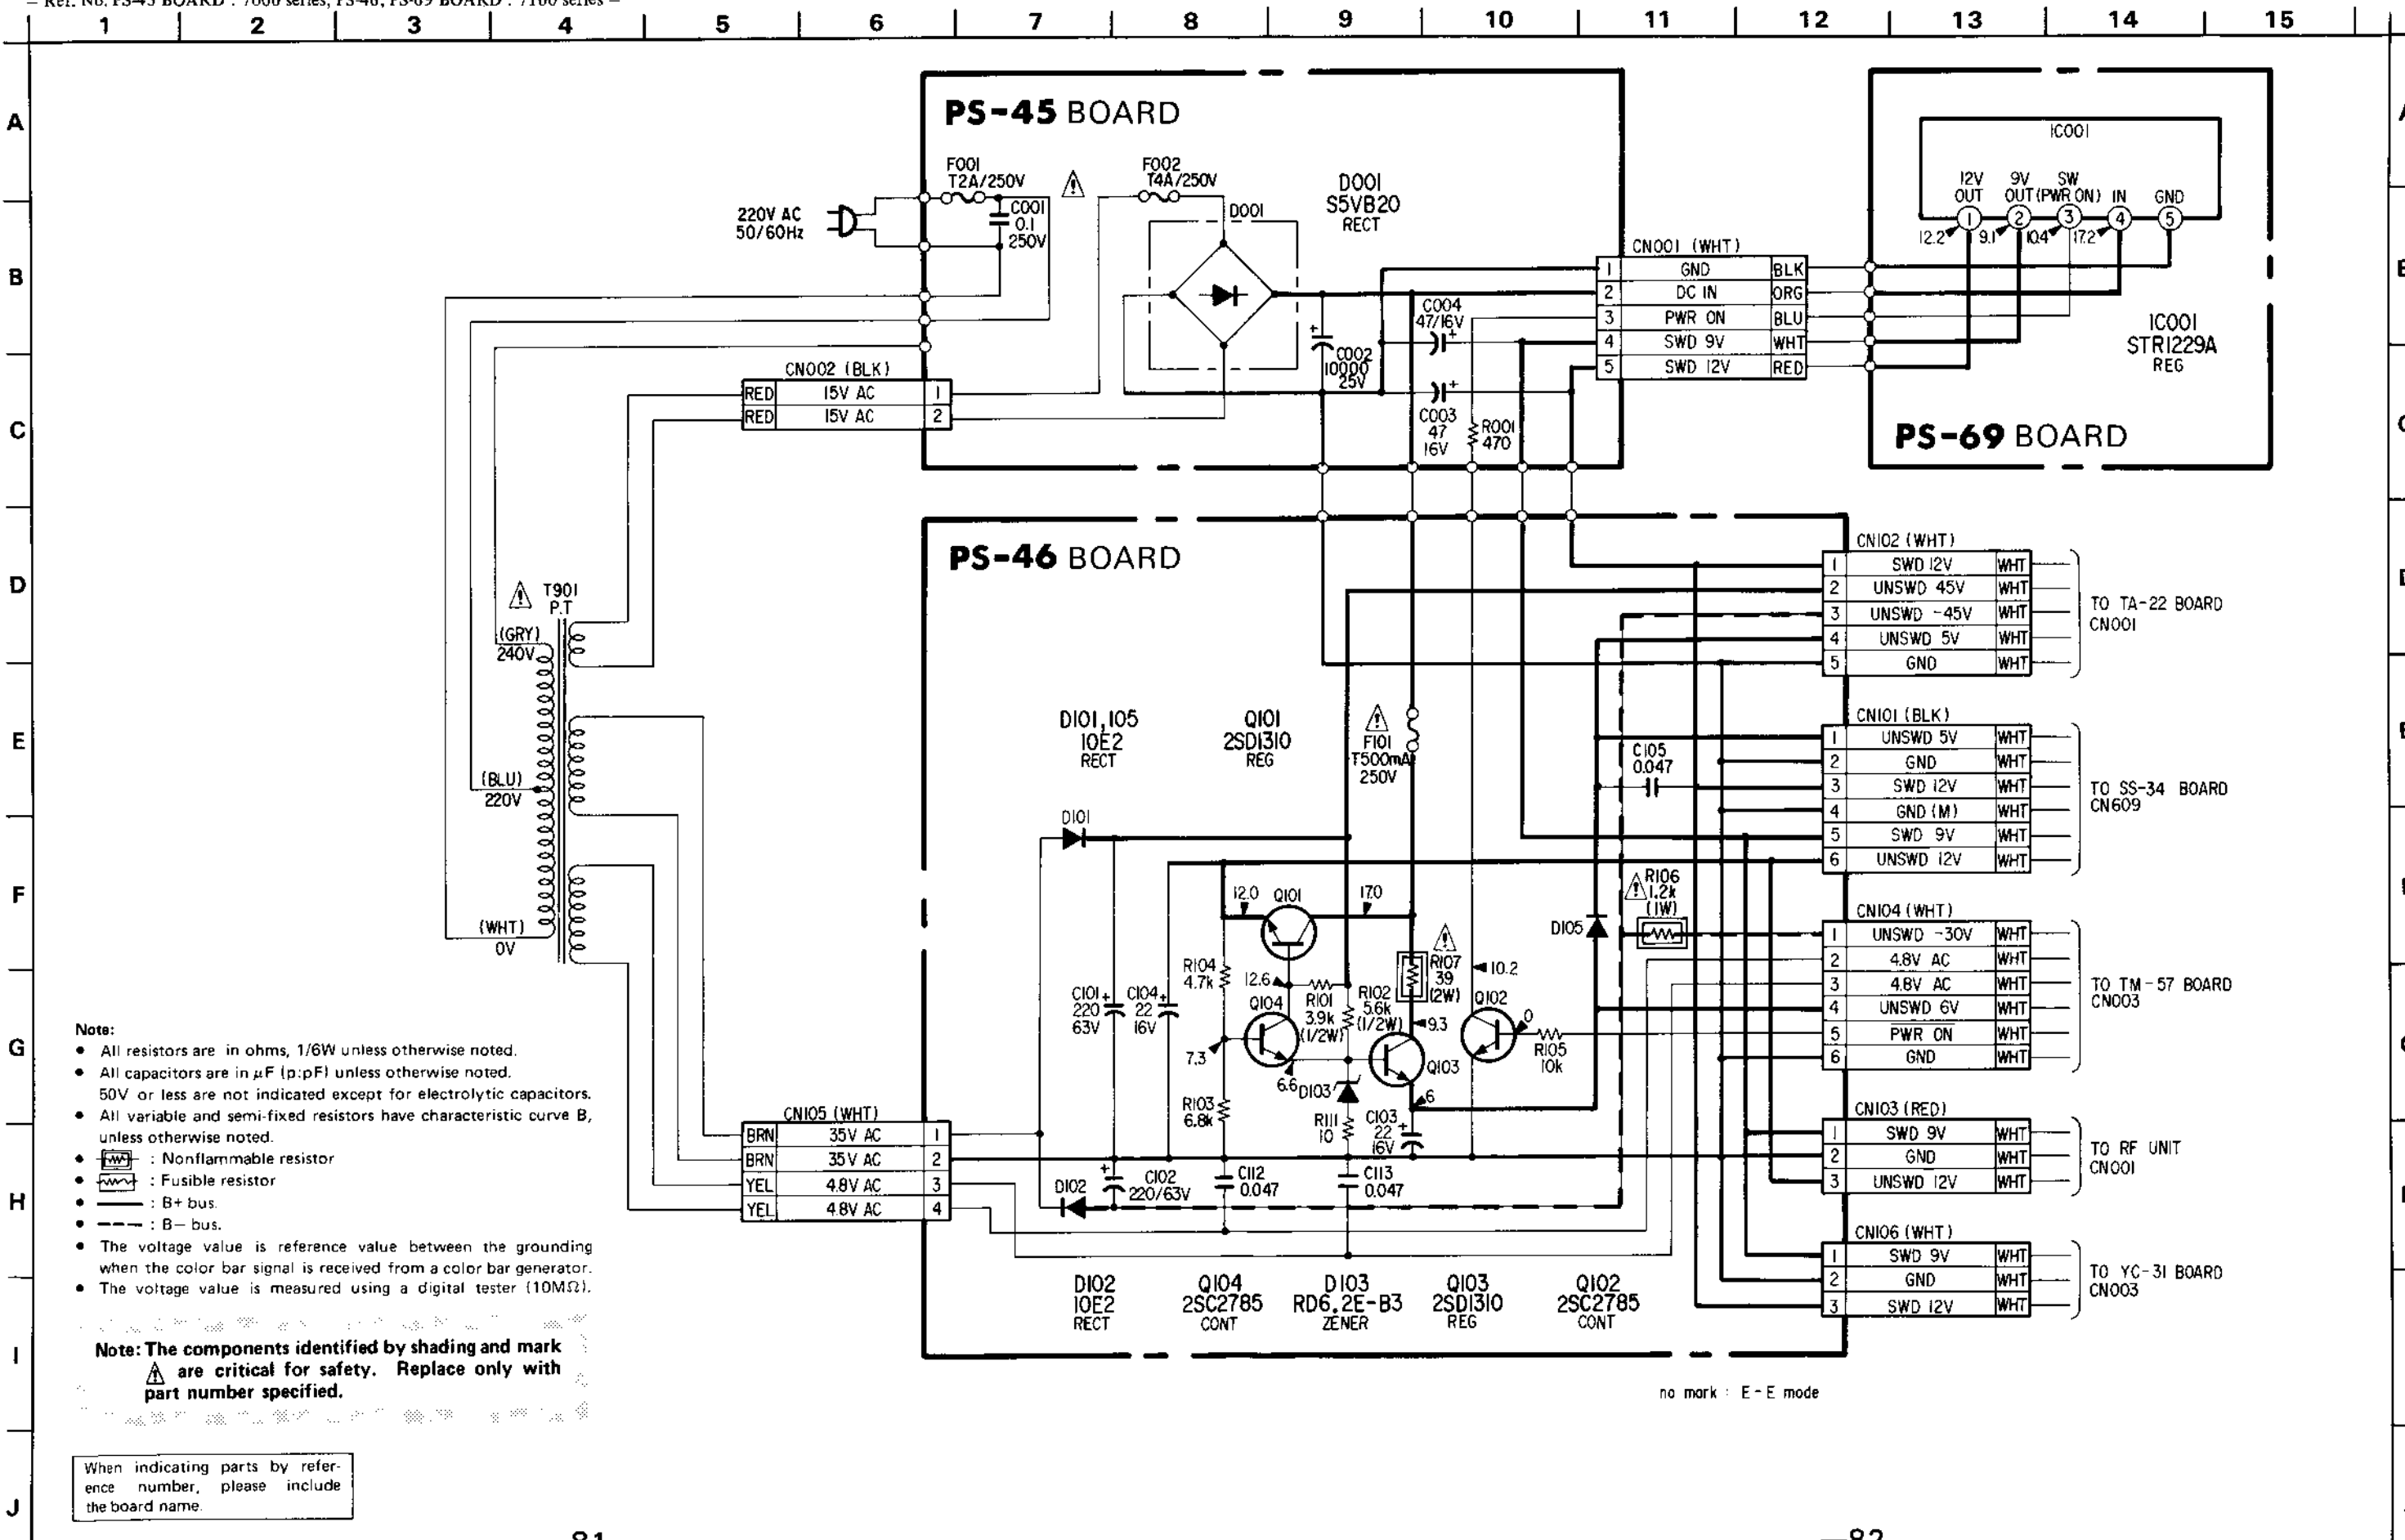 – Ref. No. PS-45 BOARD : 7000 series, PS-46, PS-69 BOARD : 7100 series –
1 2 3 4 5 6 7 8 9 10 11 12 13 14 15
A
B
C
D
E
F
G
H
I
J
PS-45 BOARD
F001
T2A/250V
C001
0.1
250V
220V AC
50/60Hz
F002
T4A/250V
D001
D001
S5VB20
RECT
C004
47/16V
C002
10000
25V
C003
47
16V
R001
470
CN002 (BLK)
RED 15V AC 1
RED 15V AC 2
CN001 (WHT)
1 GND BLK
2 DC IN ORG
3 PWR ON BLU
4 SWD 9V WHT
5 SWD 12V RED
IC001
12V OUT
9V OUT
SW (PWR ON)
IN
GND
1 2 3 4 5
12.2 9.1 10.4 17.2
IC001
STR1229A
REG
PS-69 BOARD
T901
P.T
(GRY)
240V
(BLU)
220V
(WHT)
0V
PS-46 BOARD
D101,105
10E2
RECT
Q101
2SD1310
REG
F101
T500mA
250V
C105
0.047
D101
12.0
Q101
17.0
D105
R106
1.2k
(1W)
R104
4.7k
12.6
R101
3.9k
(1/2W)
R102
5.6k
(1/2W)
R107
39
(2W)
10.2
Q102
0
R105
10k
C101
220
63V
C104
22
16V
Q104
9.3
Q103
7.3
6.6
D103
6
R103
6.8k
R111
10
C103
22
16V
D102
C102
220/63V
C112
0.047
C113
0.047
CN105 (WHT)
BRN 35V AC 1
BRN 35V AC 2
YEL 4.8V AC 3
YEL 4.8V AC 4
D102
10E2
RECT
Q104
2SC2785
CONT
D103
RD6.2E-B3
ZENER
Q103
2SD1310
REG
Q102
2SC2785
CONT
CN102 (WHT)
1 SWD 12V WHT
2 UNSWD 45V WHT
3 UNSWD -45V WHT
4 UNSWD 5V WHT
5 GND WHT
TO TA-22 BOARD
CN001
CN101 (BLK)
1 UNSWD 5V WHT
2 GND WHT
3 SWD 12V WHT
4 GND (M) WHT
5 SWD 9V WHT
6 UNSWD 12V WHT
TO SS-34 BOARD
CN609
CN104 (WHT)
1 UNSWD -30V WHT
2 4.8V AC WHT
3 4.8V AC WHT
4 UNSWD 6V WHT
5 PWR ON WHT
6 GND WHT
TO TM-57 BOARD
CN003
CN103 (RED)
1 SWD 9V WHT
2 GND WHT
3 UNSWD 12V WHT
TO RF UNIT
CN001
CN106 (WHT)
1 SWD 9V WHT
2 GND WHT
3 SWD 12V WHT
TO YC-31 BOARD
CN003
no mark : E-E mode
Note:
• All resistors are in ohms, 1/6W unless otherwise noted.
• All capacitors are in μF (p:pF) unless otherwise noted.
50V or less are not indicated except for electrolytic capacitors.
• All variable and semi-fixed resistors have characteristic curve B,
unless otherwise noted.
• : Nonflammable resistor
• : Fusible resistor
• : B+ bus.
• : B– bus.
• The voltage value is reference value between the grounding
when the color bar signal is received from a color bar generator.
• The voltage value is measured using a digital tester (10MΩ).
Note: The components identified by shading and mark
⚠ are critical for safety. Replace only with
part number specified.
When indicating parts by refer-
ence number, please include
the board name.
81
—82